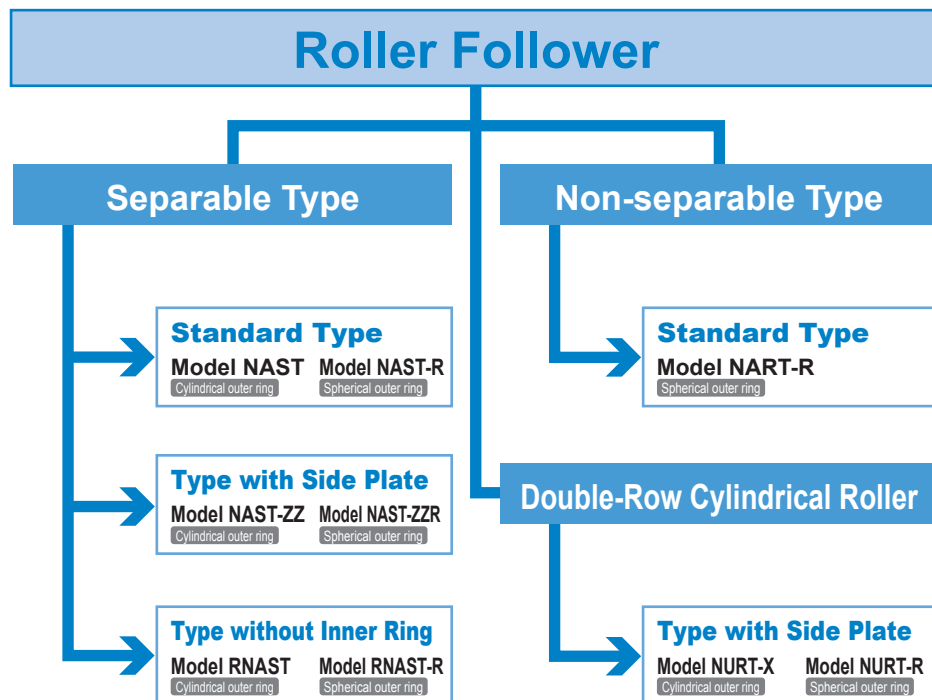 Roller Follower
Separable Type
Standard Type
Model NAST Model NAST-R
Cylindrical outer ring Spherical outer ring
Type with Side Plate
Model NAST-ZZ Model NAST-ZZR
Cylindrical outer ring Spherical outer ring
Type without Inner Ring
Model RNAST Model RNAST-R
Cylindrical outer ring Spherical outer ring
Non-separable Type
Standard Type
Model NART-R
Spherical outer ring
Double-Row Cylindrical Roller
Type with Side Plate
Model NURT-X Model NURT-R
Cylindrical outer ring Spherical outer ring